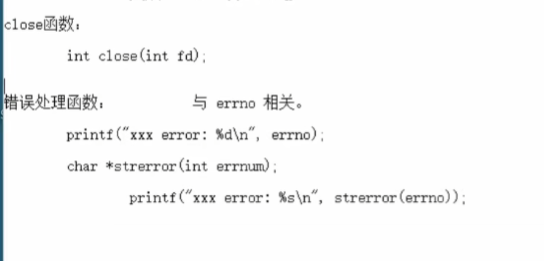 close函数:
int close(int fd);
错误处理函数: 与 errno 相关。
printf("xxx error: %d\n", errno);
char *strerror(int errnum);
printf("xxx error: %s\n", strerror(errno));